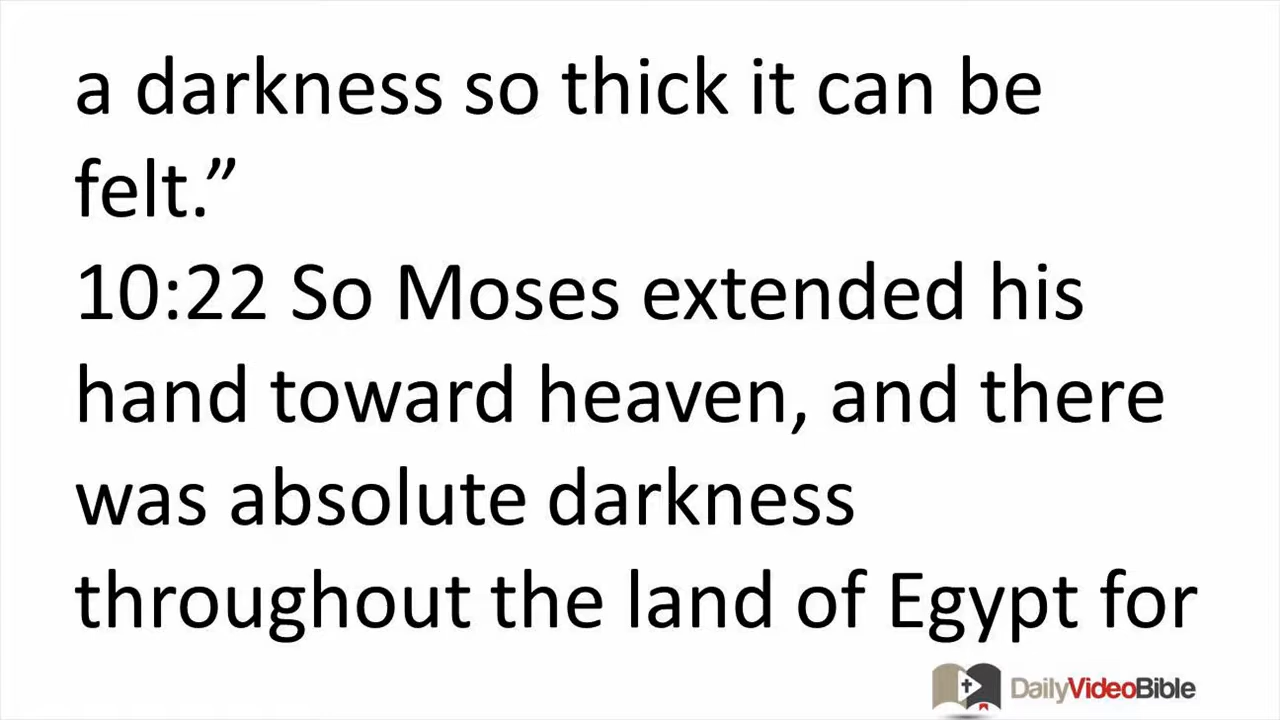 a darkness so thick it can be
felt.”
10:22 So Moses extended his
hand toward heaven, and there
was absolute darkness
throughout the land of Egypt for
DailyVideoBible